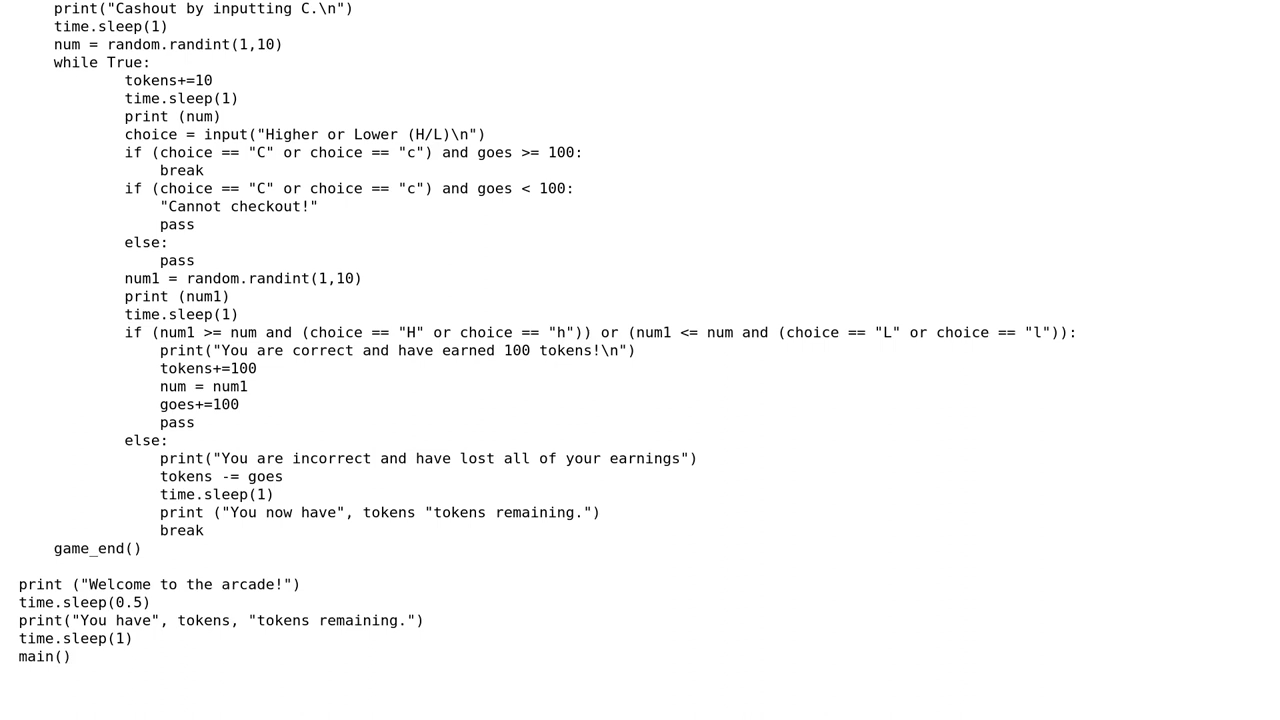 print("Cashout by inputting C.\n")
time.sleep(1)
num = random.randint(1,10)
while True:
tokens+=10
time.sleep(1)
print (num)
choice = input("Higher or Lower (H/L)\n")
if (choice == "C" or choice == "c") and goes >= 100:
break
if (choice == "C" or choice == "c") and goes < 100:
"Cannot checkout!"
pass
else:
pass
num1 = random.randint(1,10)
print (num1)
time.sleep(1)
if (num1 >= num and (choice == "H" or choice == "h")) or (num1 <= num and (choice == "L" or choice == "l")):
print("You are correct and have earned 100 tokens!\n")
tokens+=100
num = num1
goes+=100
pass
else:
print("You are incorrect and have lost all of your earnings")
tokens -= goes
time.sleep(1)
print ("You now have", tokens "tokens remaining.")
break
game_end()
print ("Welcome to the arcade!")
time.sleep(0.5)
print("You have", tokens, "tokens remaining.")
time.sleep(1)
main()